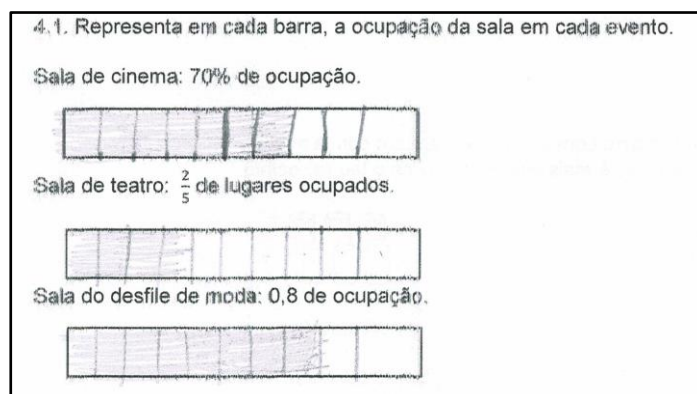 4.1. Representa em cada barra, a ocupação da sala em cada evento.
Sala de cinema: 70% de ocupação.
Sala de teatro: 2/5 de lugares ocupados.
Sala do desfile de moda: 0,8 de ocupação.